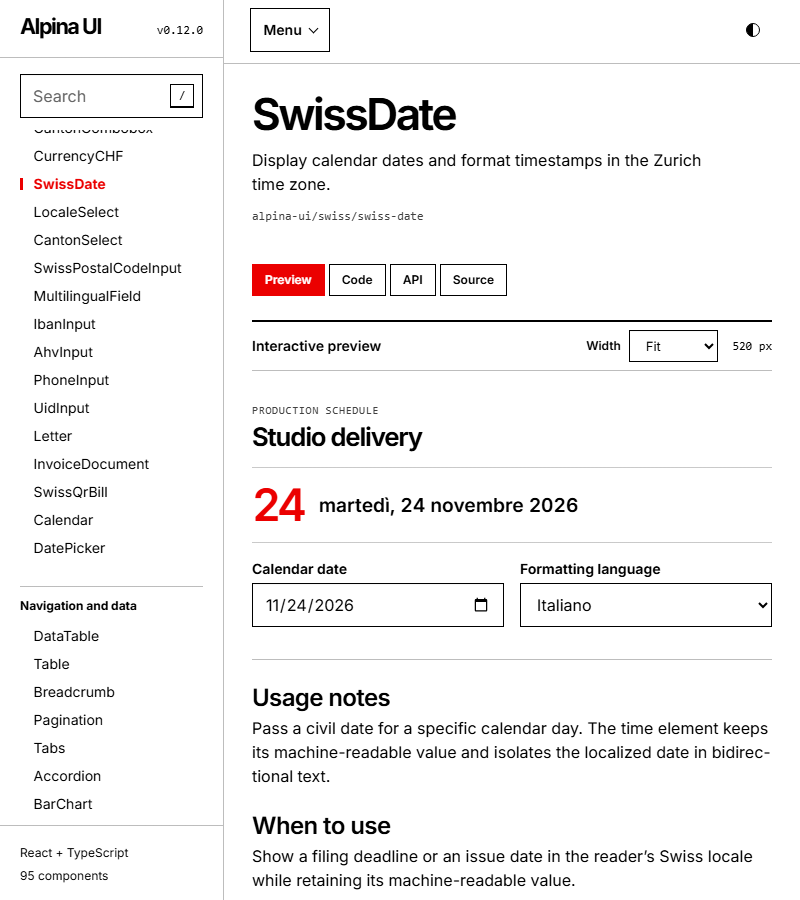 Alpina UI
v0.12.0
Search
/
CantonCombobox
CurrencyCHF
SwissDate
LocaleSelect
CantonSelect
SwissPostalCodeInput
MultilingualField
IbanInput
AhvInput
PhoneInput
UidInput
Letter
InvoiceDocument
SwissQrBill
Calendar
DatePicker
Navigation and data
DataTable
Table
Breadcrumb
Pagination
Tabs
Accordion
BarChart
React + TypeScript
95 components
Menu
SwissDate
Display calendar dates and format timestamps in the Zurich
time zone.
alpina-ui/swiss/swiss-date
Preview
Code
API
Source
Interactive preview
Width
Fit
520 px
PRODUCTION SCHEDULE
Studio delivery
24
martedì, 24 novembre 2026
Calendar date
Formatting language
11/24/2026
Italiano
Usage notes
Pass a civil date for a specific calendar day. The time element keeps
its machine-readable value and isolates the localized date in bidirec-
tional text.
When to use
Show a filing deadline or an issue date in the reader’s Swiss locale
while retaining its machine-readable value.